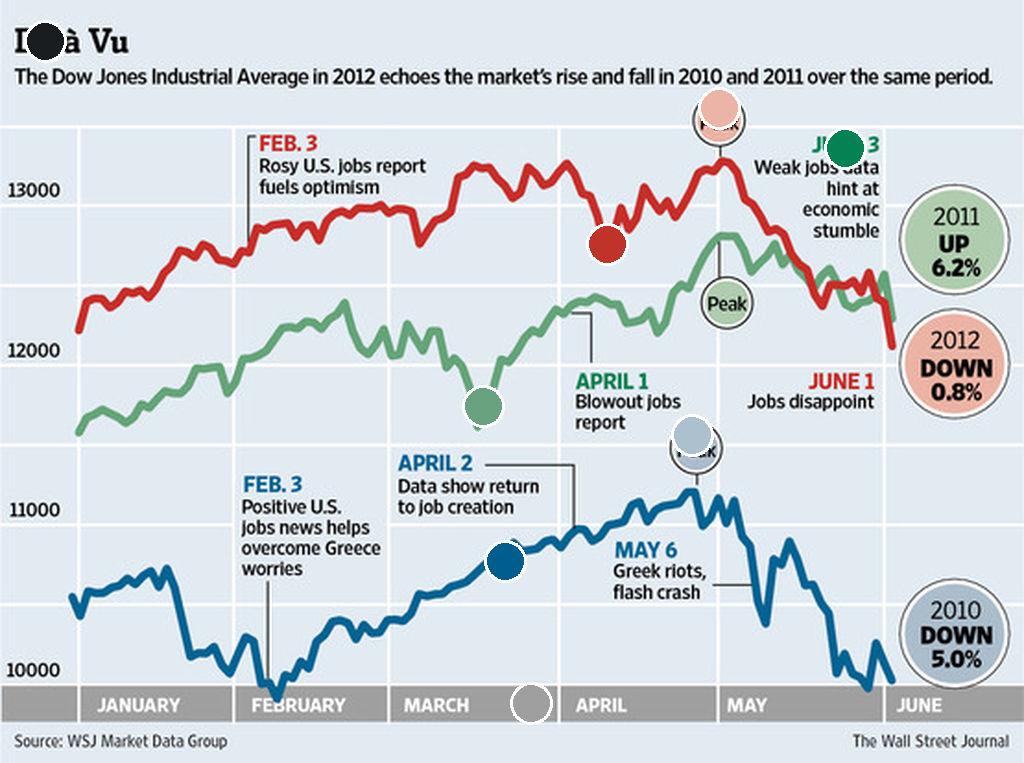 Vu
The Dow Jones Industrial Average in 2012 echoes the market's rise and fall in 2010 and 2011 over the same period.
FEB. 3
Rosy U.S. jobs report
fuels optimism
3
Weak jobs data
hint at
economic
stumble
13000
2011
UP
6.2%
Peak
12000
2012
DOWN
0.8%
APRIL 1
Blowout jobs
report
JUNE 1
Jobs disappoint
APRIL 2
Data show return
to job creation
FEB. 3
Positive U.S.
jobs news helps
overcome Greece
worries
11000
MAY 6
Greek riots,
flash crash
2010
DOWN
5.0%
10000
JANUARY FEBRUARY MARCH APRIL MAY JUNE
Source: WSJ Market Data Group
The Wall Street Journal